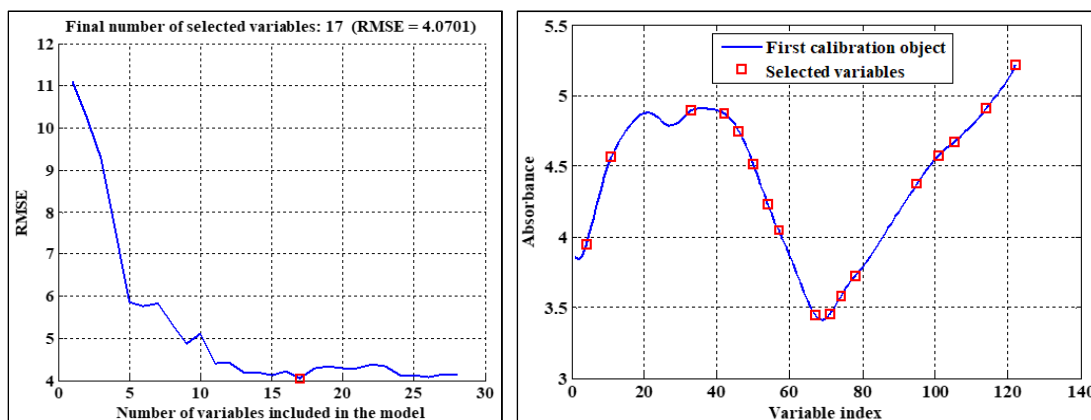 Final number of selected variables: 17 (RMSE = 4.0701)
12
11
10
9
8
7
6
5
4
RMSE
0 5 10 15 20 25 30
Number of variables included in the model
5.5
5
4.5
4
3.5
3
Absorbance
First calibration object
Selected variables
0 20 40 60 80 100 120 140
Variable index